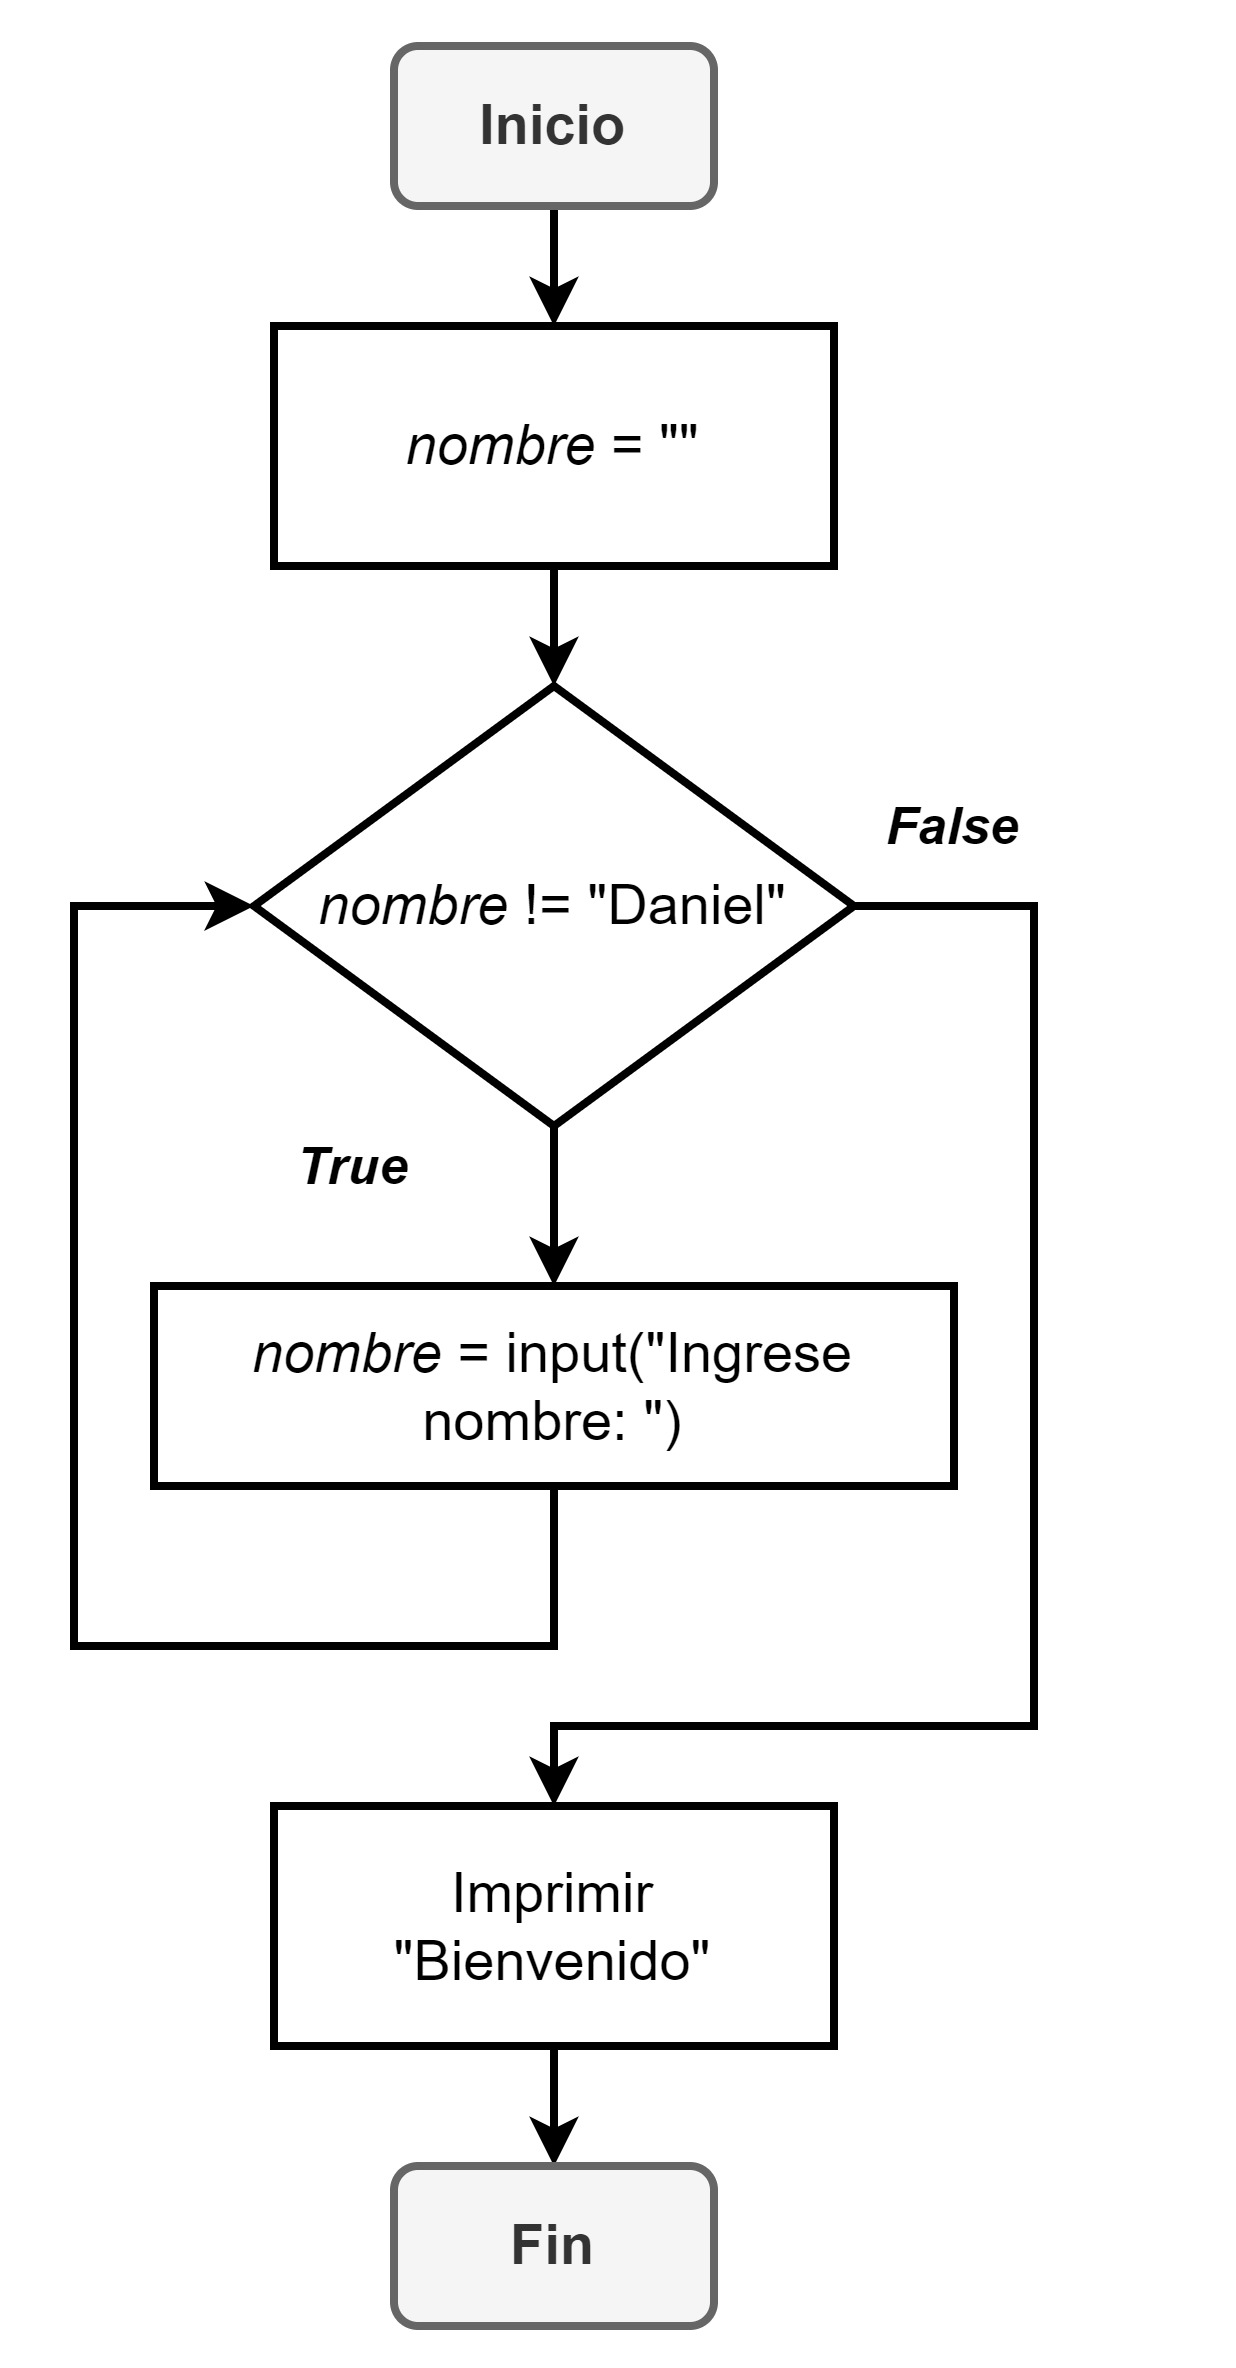 Inicio
nombre = ""
nombre != "Daniel"
False
True
nombre = input("Ingrese
nombre: ")
Imprimir
"Bienvenido"
Fin